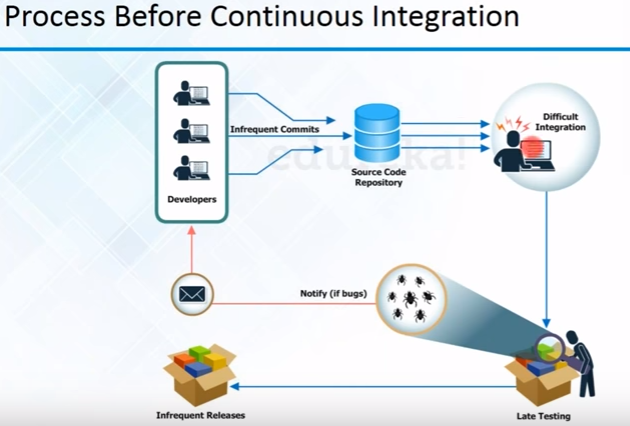 Process Before Continuous Integration
Difficult
Integration
Infrequent Commits
edureka!
Source Code
Repository
Developers
Notify (if bugs)
Infrequent Releases
Late Testing